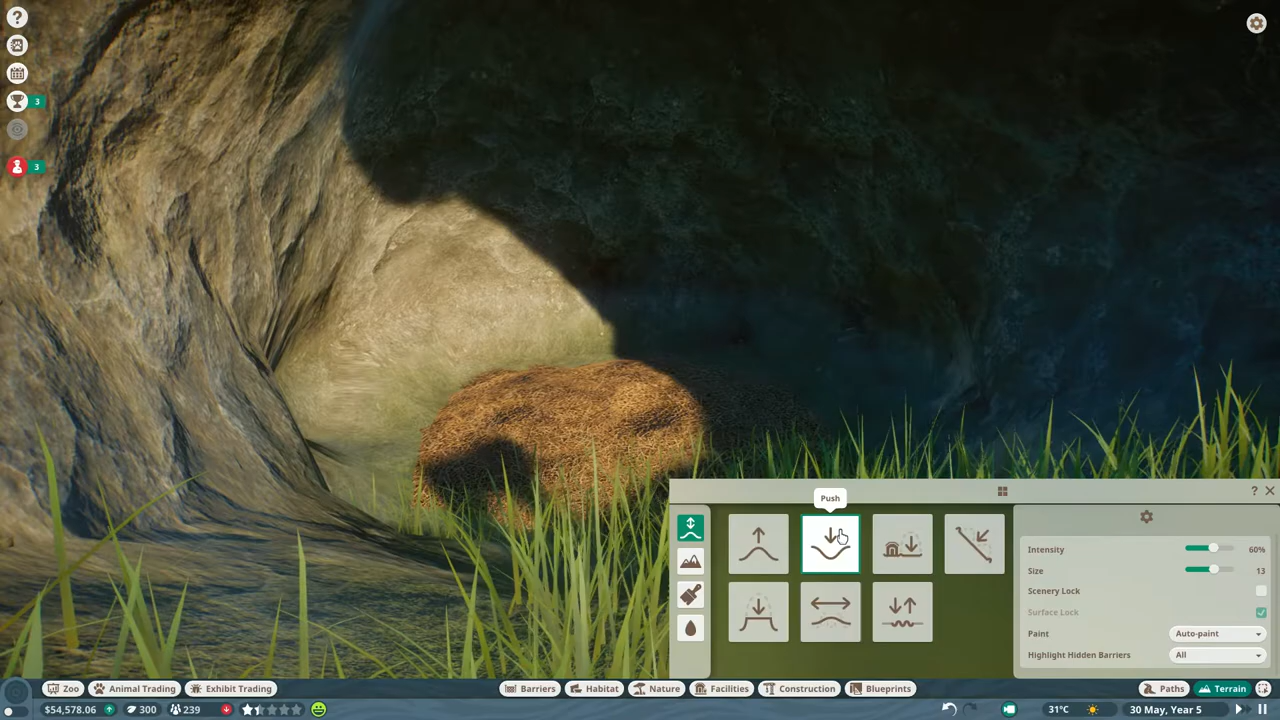 ?
3
3
Push
?
Intensity 60%
Size 13
Scenery Lock
Surface Lock
Paint Auto-paint
Highlight Hidden Barriers All
Zoo Animal Trading Exhibit Trading Barriers Habitat Nature Facilities Construction Blueprints Paths Terrain
$54,578.06 300 239 31°C 30 May, Year 5